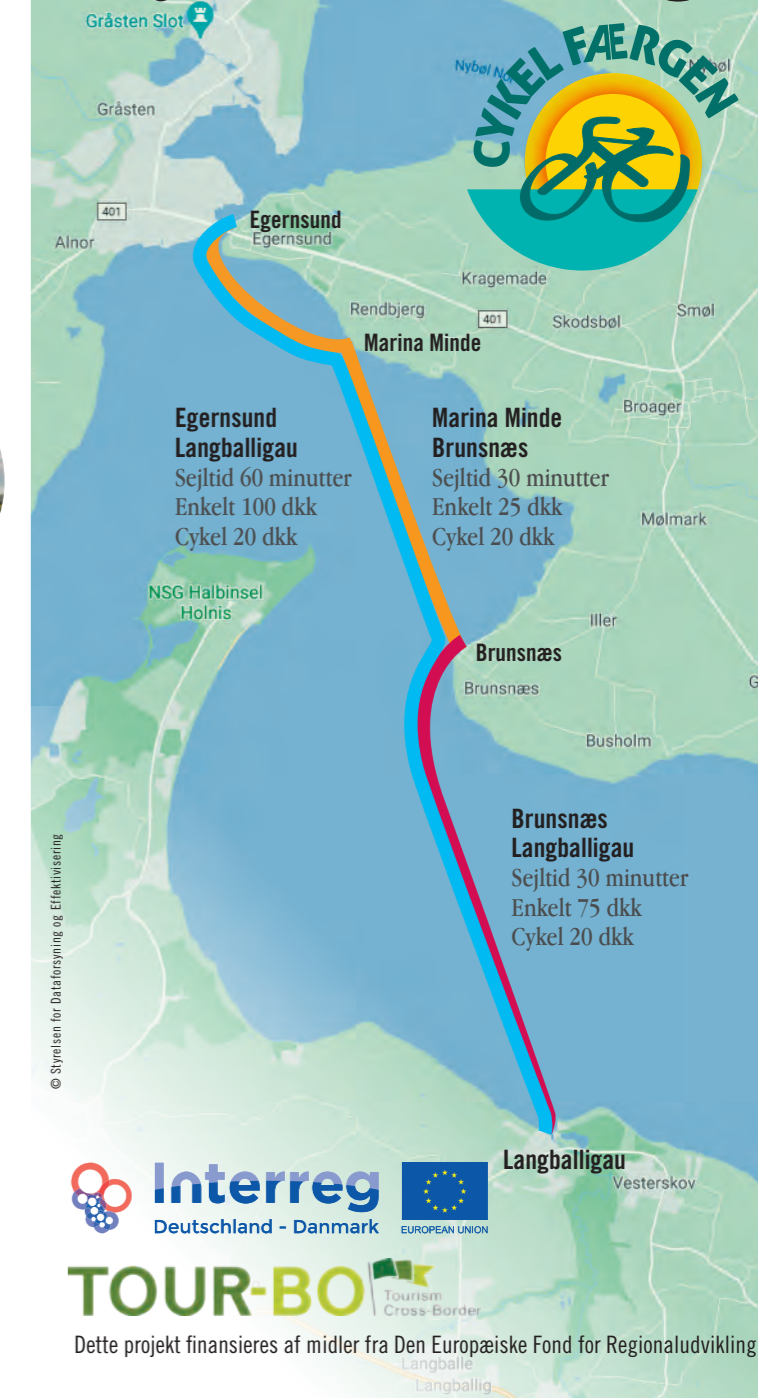 Gråsten Slot
CYKEL FÆRGEN
Nybøl No
Gråsten
401
Alnor
Egernsund
Egernsund
Kragemade
Rendbjerg
401
Skodsbøl
Smøl
Marina Minde
Broager
Egernsund
Langballigau
Sejltid 60 minutter
Enkelt 100 dkk
Cykel 20 dkk
Marina Minde
Brunsnæs
Sejltid 30 minutter
Enkelt 25 dkk
Cykel 20 dkk
Mølmark
NSG Halbinsel
Holnis
Iller
Brunsnæs
Brunsnæs
G
Busholm
Brunsnæs
Langballigau
Sejltid 30 minutter
Enkelt 75 dkk
Cykel 20 dkk
© Styrelsen for Dataforsyning og Effektivisering
Langballigau
Vesterskov
Interreg
Deutschland - Danmark
EUROPEAN UNION
TOUR-BO
Tourism
Cross-Border
Dette projekt finansieres af midler fra Den Europæiske Fond for Regionaludvikling
Langballe
Langballig